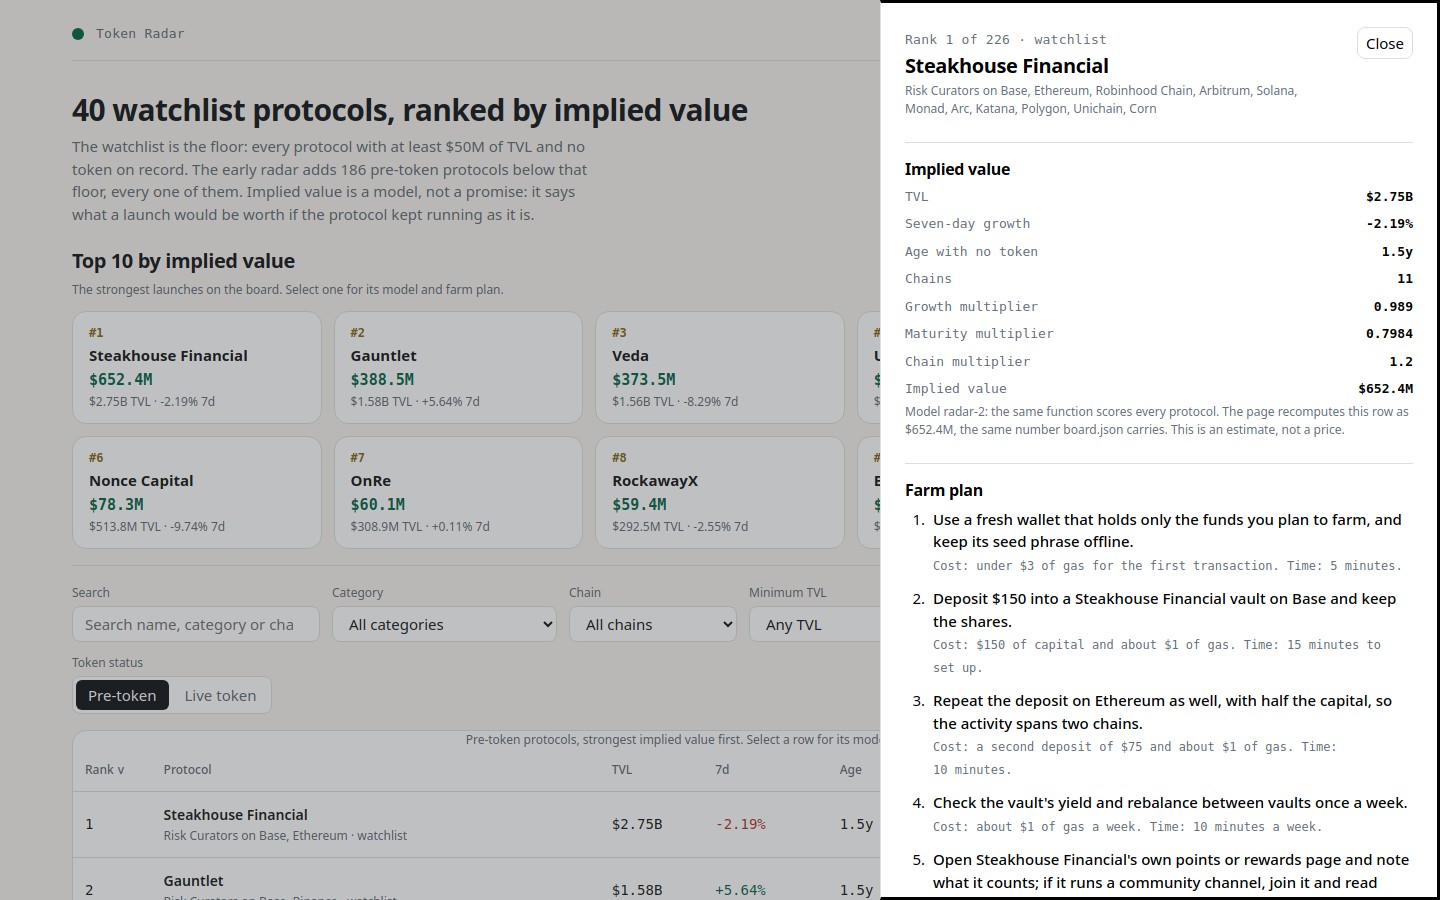 Token Radar
40 watchlist protocols, ranked by implied value
The watchlist is the floor: every protocol with at least $50M of TVL and no
token on record. The early radar adds 186 pre-token protocols below that
floor, every one of them. Implied value is a model, not a promise: it says
what a launch would be worth if the protocol kept running as it is.
Top 10 by implied value
The strongest launches on the board. Select one for its model and farm plan.
#1
Steakhouse Financial
$652.4M
$2.75B TVL · -2.19% 7d
#2
Gauntlet
$388.5M
$1.58B TVL · +5.64% 7d
#3
Veda
$373.5M
$1.56B TVL · -8.29% 7d
#6
Nonce Capital
$78.3M
$513.8M TVL · -9.74% 7d
#7
OnRe
$60.1M
$308.9M TVL · +0.11% 7d
#8
RockawayX
$59.4M
$292.5M TVL · -2.55% 7d
Search
Search name, category or cha
Category
All categories
Chain
All chains
Minimum TVL
Any TVL
Token status
Pre-token
Live token
Pre-token protocols, strongest implied value first. Select a row for its mod
Rank v Protocol TVL 7d Age
1 Steakhouse Financial $2.75B -2.19% 1.5y
Risk Curators on Base, Ethereum · watchlist
2 Gauntlet $1.58B +5.64% 1.5y
Rank 1 of 226 · watchlist
Close
Steakhouse Financial
Risk Curators on Base, Ethereum, Robinhood Chain, Arbitrum, Solana,
Monad, Arc, Katana, Polygon, Unichain, Corn
Implied value
TVL $2.75B
Seven-day growth -2.19%
Age with no token 1.5y
Chains 11
Growth multiplier 0.989
Maturity multiplier 0.7984
Chain multiplier 1.2
Implied value $652.4M
Model radar-2: the same function scores every protocol. The page recomputes this row as
$652.4M, the same number board.json carries. This is an estimate, not a price.
Farm plan
1. Use a fresh wallet that holds only the funds you plan to farm, and
keep its seed phrase offline.
Cost: under $3 of gas for the first transaction. Time: 5 minutes.
2. Deposit $150 into a Steakhouse Financial vault on Base and keep
the shares.
Cost: $150 of capital and about $1 of gas. Time: 15 minutes to
set up.
3. Repeat the deposit on Ethereum as well, with half the capital, so
the activity spans two chains.
Cost: a second deposit of $75 and about $1 of gas. Time:
10 minutes.
4. Check the vault's yield and rebalance between vaults once a week.
Cost: about $1 of gas a week. Time: 10 minutes a week.
5. Open Steakhouse Financial's own points or rewards page and note
what it counts; if it runs a community channel, join it and read